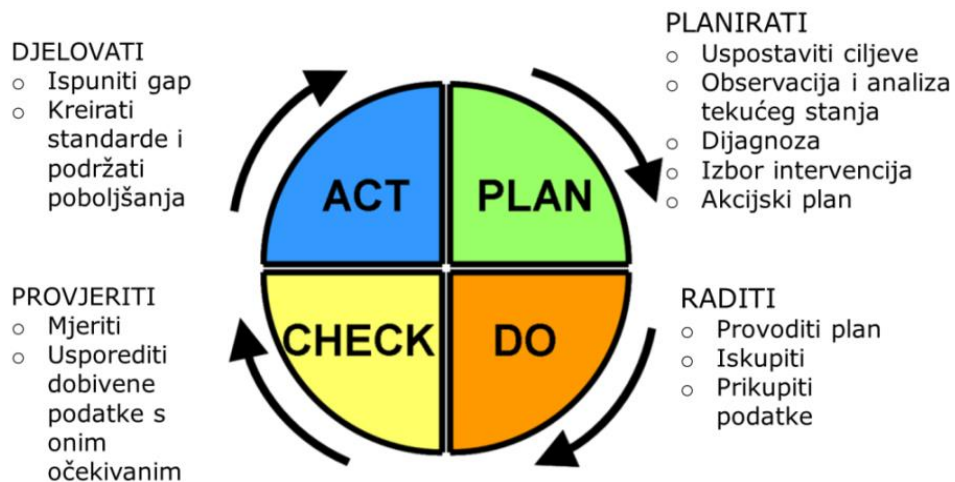 DJELOVATI
o Ispuniti gap
o Kreirati
standarde i
podržati
poboljšanja
PLANIRATI
o Uspostaviti ciljeve
o Observacija i analiza
tekućeg stanja
o Dijagnoza
o Izbor intervencija
o Akcijski plan
ACT
PLAN
CHECK
DO
PROVJERITI
o Mjeriti
o Usporediti
dobivene
podatke s
onim
očekivanim
RADITI
o Provoditi plan
o Iskupiti
o Prikupiti
podatke